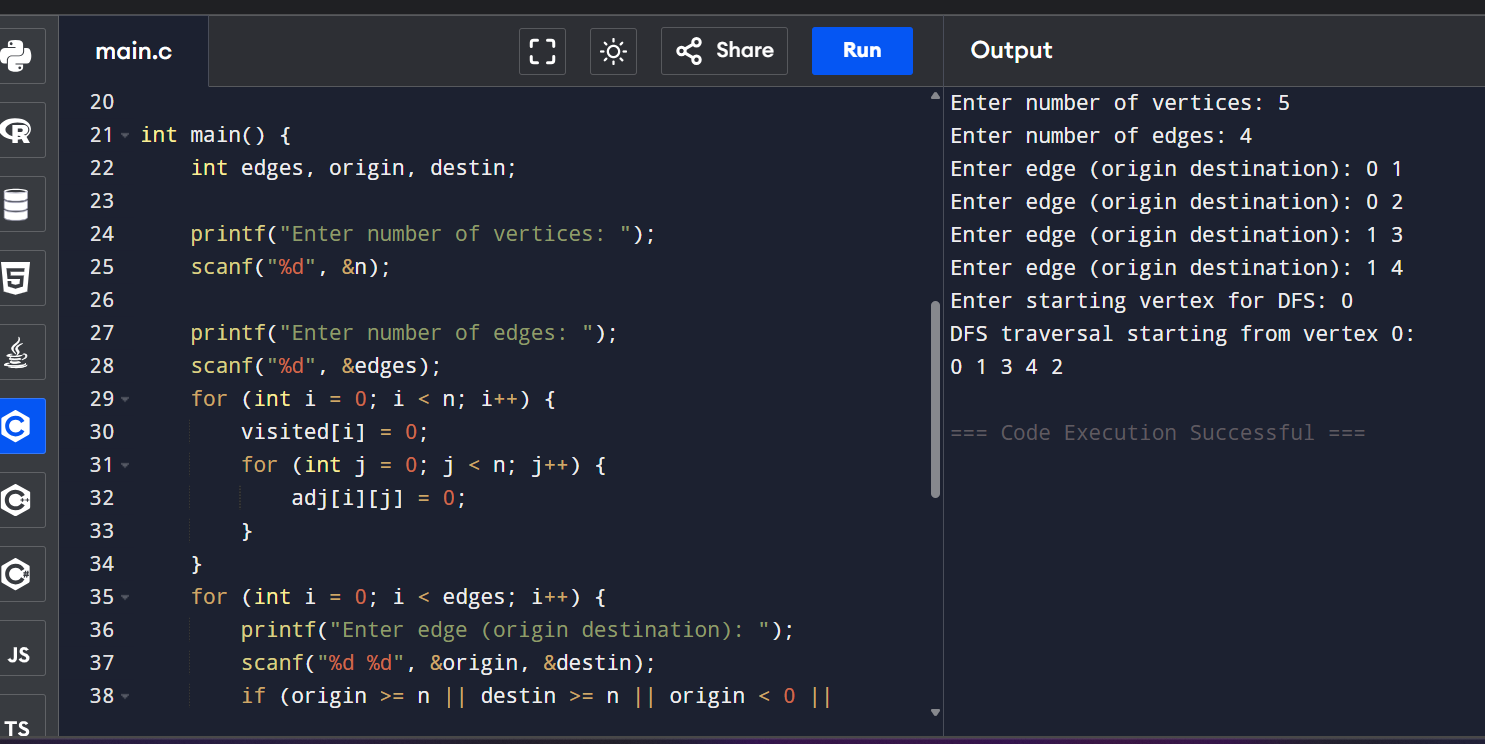 main.c
Share
Run
Output
20
21 int main() {
22     int edges, origin, destin;
23
24     printf("Enter number of vertices: ");
25     scanf("%d", &n);
26
27     printf("Enter number of edges: ");
28     scanf("%d", &edges);
29     for (int i = 0; i < n; i++) {
30         visited[i] = 0;
31         for (int j = 0; j < n; j++) {
32             adj[i][j] = 0;
33         }
34     }
35     for (int i = 0; i < edges; i++) {
36         printf("Enter edge (origin destination): ");
37         scanf("%d %d", &origin, &destin);
38         if (origin >= n || destin >= n || origin < 0 ||
Enter number of vertices: 5
Enter number of edges: 4
Enter edge (origin destination): 0 1
Enter edge (origin destination): 0 2
Enter edge (origin destination): 1 3
Enter edge (origin destination): 1 4
Enter starting vertex for DFS: 0
DFS traversal starting from vertex 0:
0 1 3 4 2
=== Code Execution Successful ===
R
5
C
C++
C#
JS
TS